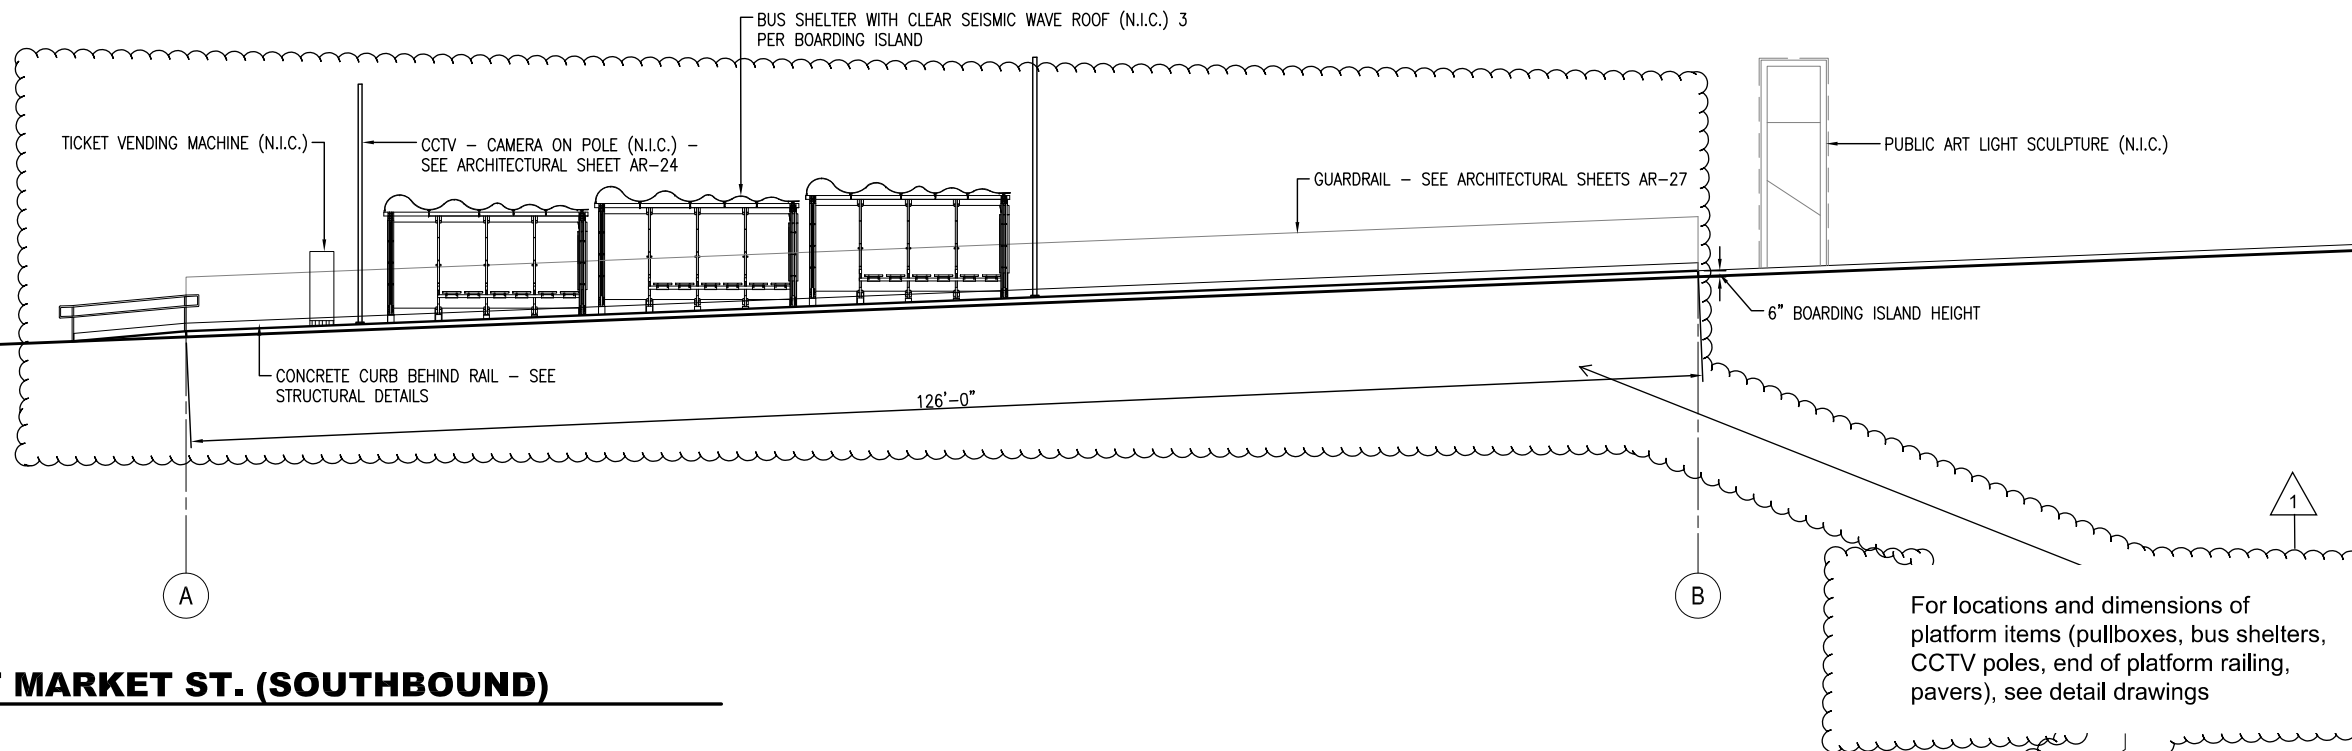 BUS SHELTER WITH CLEAR SEISMIC WAVE ROOF (N.I.C.) 3
PER BOARDING ISLAND
TICKET VENDING MACHINE (N.I.C.)
CCTV – CAMERA ON POLE (N.I.C.) –
SEE ARCHITECTURAL SHEET AR–24
PUBLIC ART LIGHT SCULPTURE (N.I.C.)
GUARDRAIL – SEE ARCHITECTURAL SHEETS AR–27
6" BOARDING ISLAND HEIGHT
CONCRETE CURB BEHIND RAIL – SEE
STRUCTURAL DETAILS
126'–0"
1
A
B
For locations and dimensions of
platform items (pullboxes, bus shelters,
CCTV poles, end of platform railing,
pavers), see detail drawings
MARKET ST. (SOUTHBOUND)